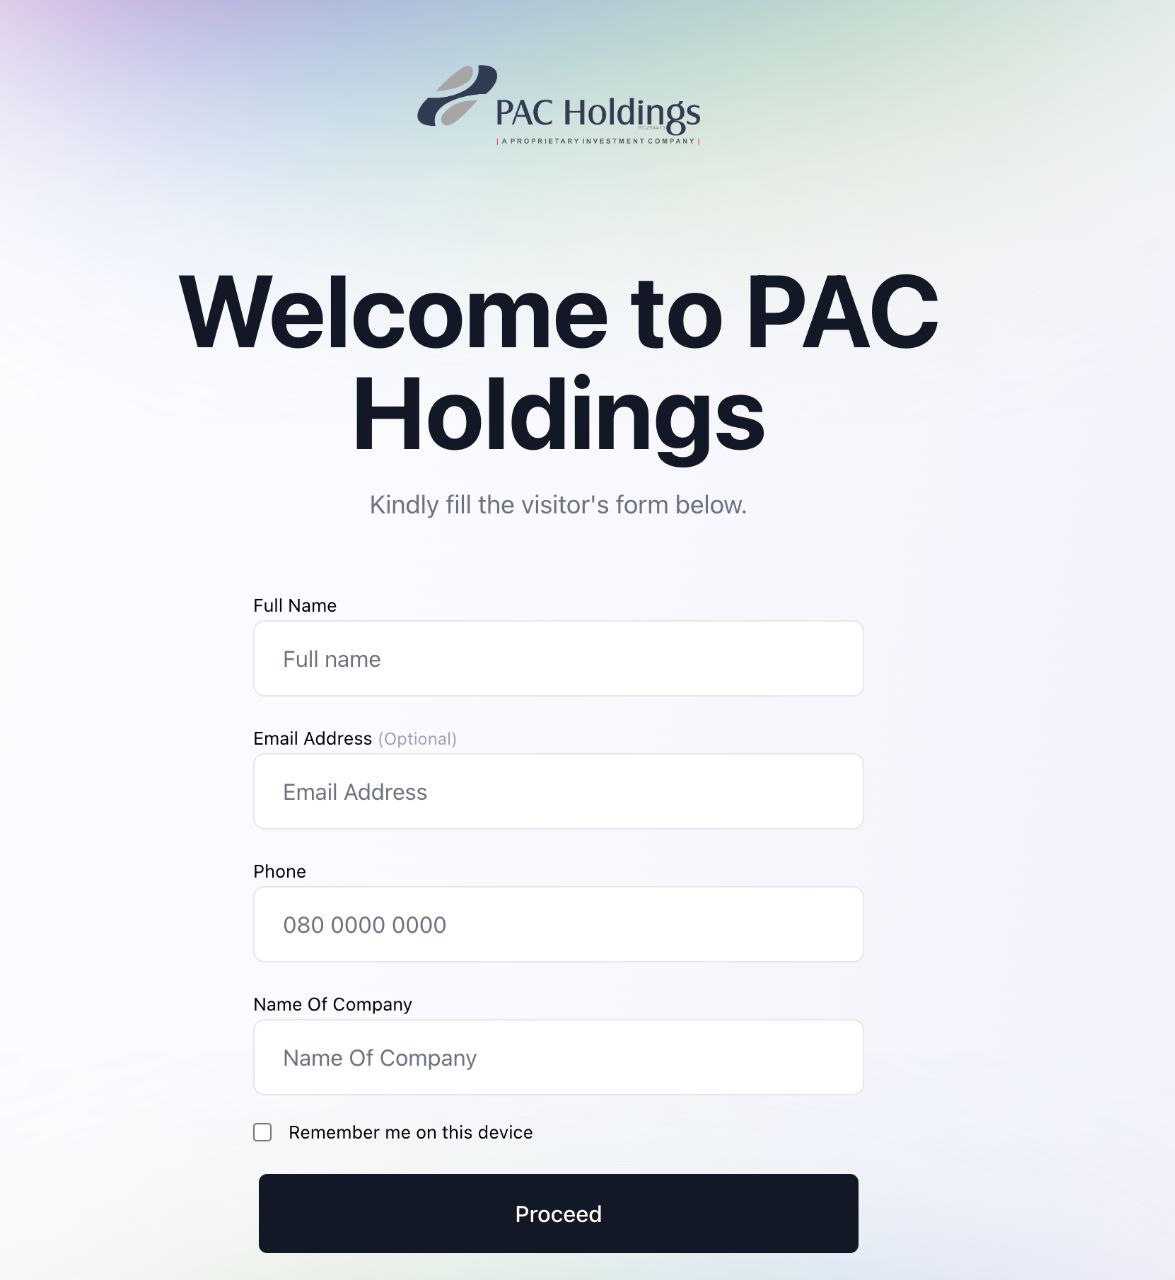 PAC Holdings
| A PROPRIETARY INVESTMENT COMPANY |
Welcome to PAC
Holdings
Kindly fill the visitor's form below.
Full Name
Full name
Email Address (Optional)
Email Address
Phone
080 0000 0000
Name Of Company
Name Of Company
Remember me on this device
Proceed